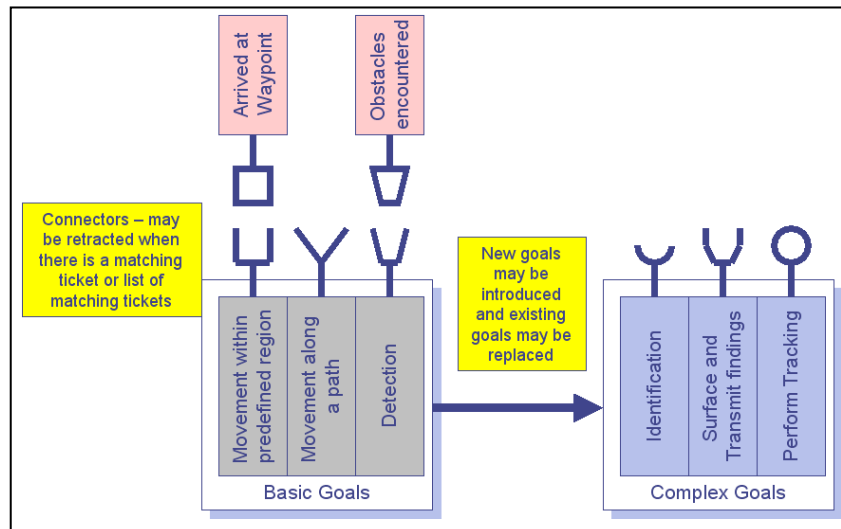 Arrived at
Waypoint
Obstacles
encountered
Connectors – may
be retracted when
there is a matching
ticket or list of
matching tickets
New goals
may be
introduced
and existing
goals may be
replaced
Movement within
predefined region
Movement along
a path
Detection
Basic Goals
Identification
Surface and
Transmit findings
Perform Tracking
Complex Goals